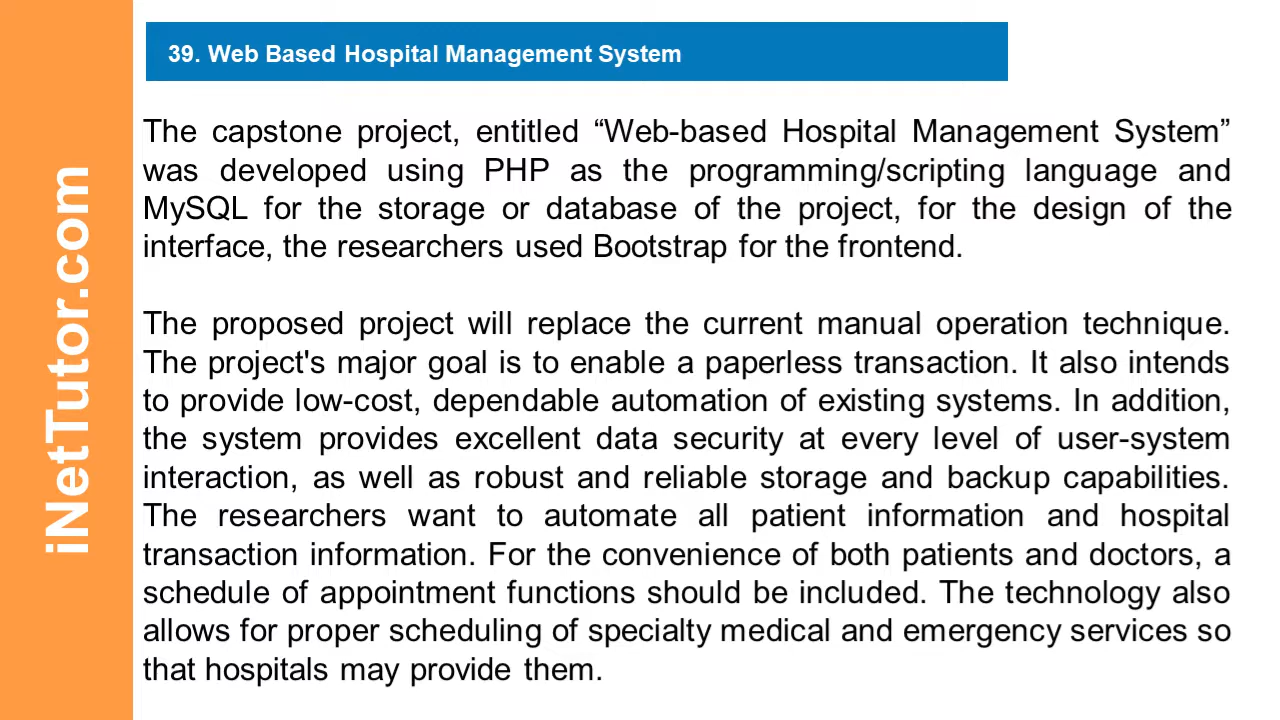 39. Web Based Hospital Management System
iNetTutor.com
The capstone project, entitled “Web-based Hospital Management System”
was developed using PHP as the programming/scripting language and
MySQL for the storage or database of the project, for the design of the
interface, the researchers used Bootstrap for the frontend.
The proposed project will replace the current manual operation technique.
The project's major goal is to enable a paperless transaction. It also intends
to provide low-cost, dependable automation of existing systems. In addition,
the system provides excellent data security at every level of user-system
interaction, as well as robust and reliable storage and backup capabilities.
The researchers want to automate all patient information and hospital
transaction information. For the convenience of both patients and doctors, a
schedule of appointment functions should be included. The technology also
allows for proper scheduling of specialty medical and emergency services so
that hospitals may provide them.